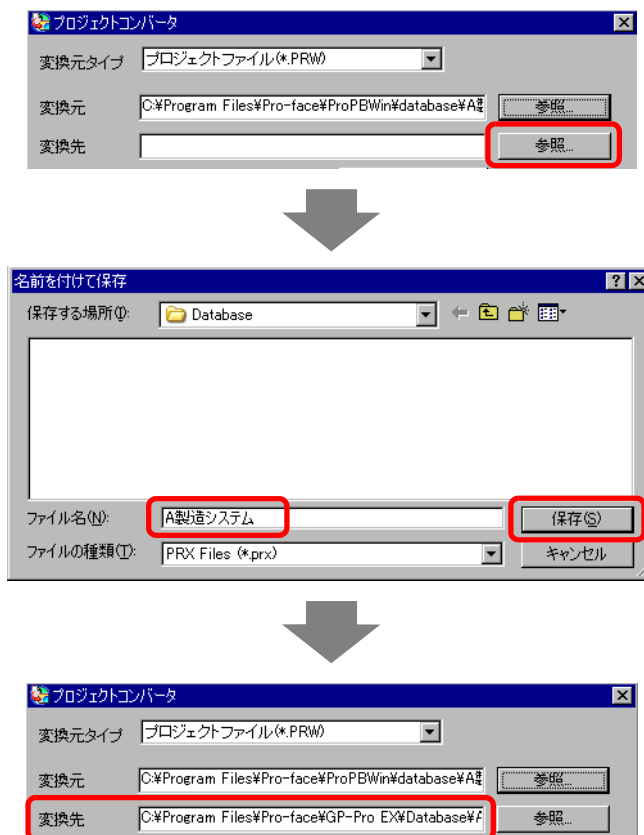 プロジェクトコンバータ
変換元タイプ プロジェクトファイル(*.PRW)
変換元 C:¥Program Files¥Pro-face¥ProPBWin¥database¥A製 参照...
変換先 参照...
名前を付けて保存
保存する場所(I): Database
ファイル名(N): A製造システム 保存(S)
ファイルの種類(T): PRX Files (*.prx) キャンセル
プロジェクトコンバータ
変換元タイプ プロジェクトファイル(*.PRW)
変換元 C:¥Program Files¥Pro-face¥ProPBWin¥database¥A製 参照...
変換先 C:¥Program Files¥Pro-face¥GP-Pro EX¥Database¥A 参照...